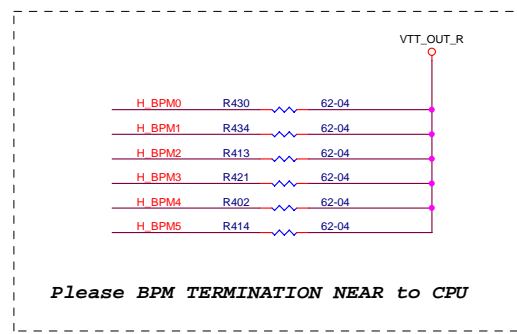 VTT_OUT_R
H_BPM0 R430 62-04
H_BPM1 R434 62-04
H_BPM2 R413 62-04
H_BPM3 R421 62-04
H_BPM4 R402 62-04
H_BPM5 R414 62-04
Please BPM TERMINATION NEAR to CPU